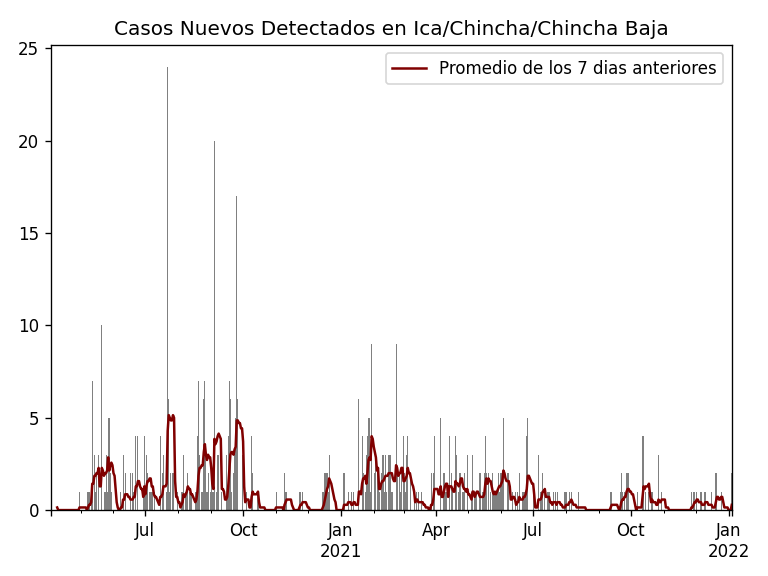 Casos Nuevos Detectados en Ica/Chincha/Chincha Baja
Promedio de los 7 dias anteriores
25
20
15
10
5
0
Jul Oct Jan Apr Jul Oct Jan
2021 2022